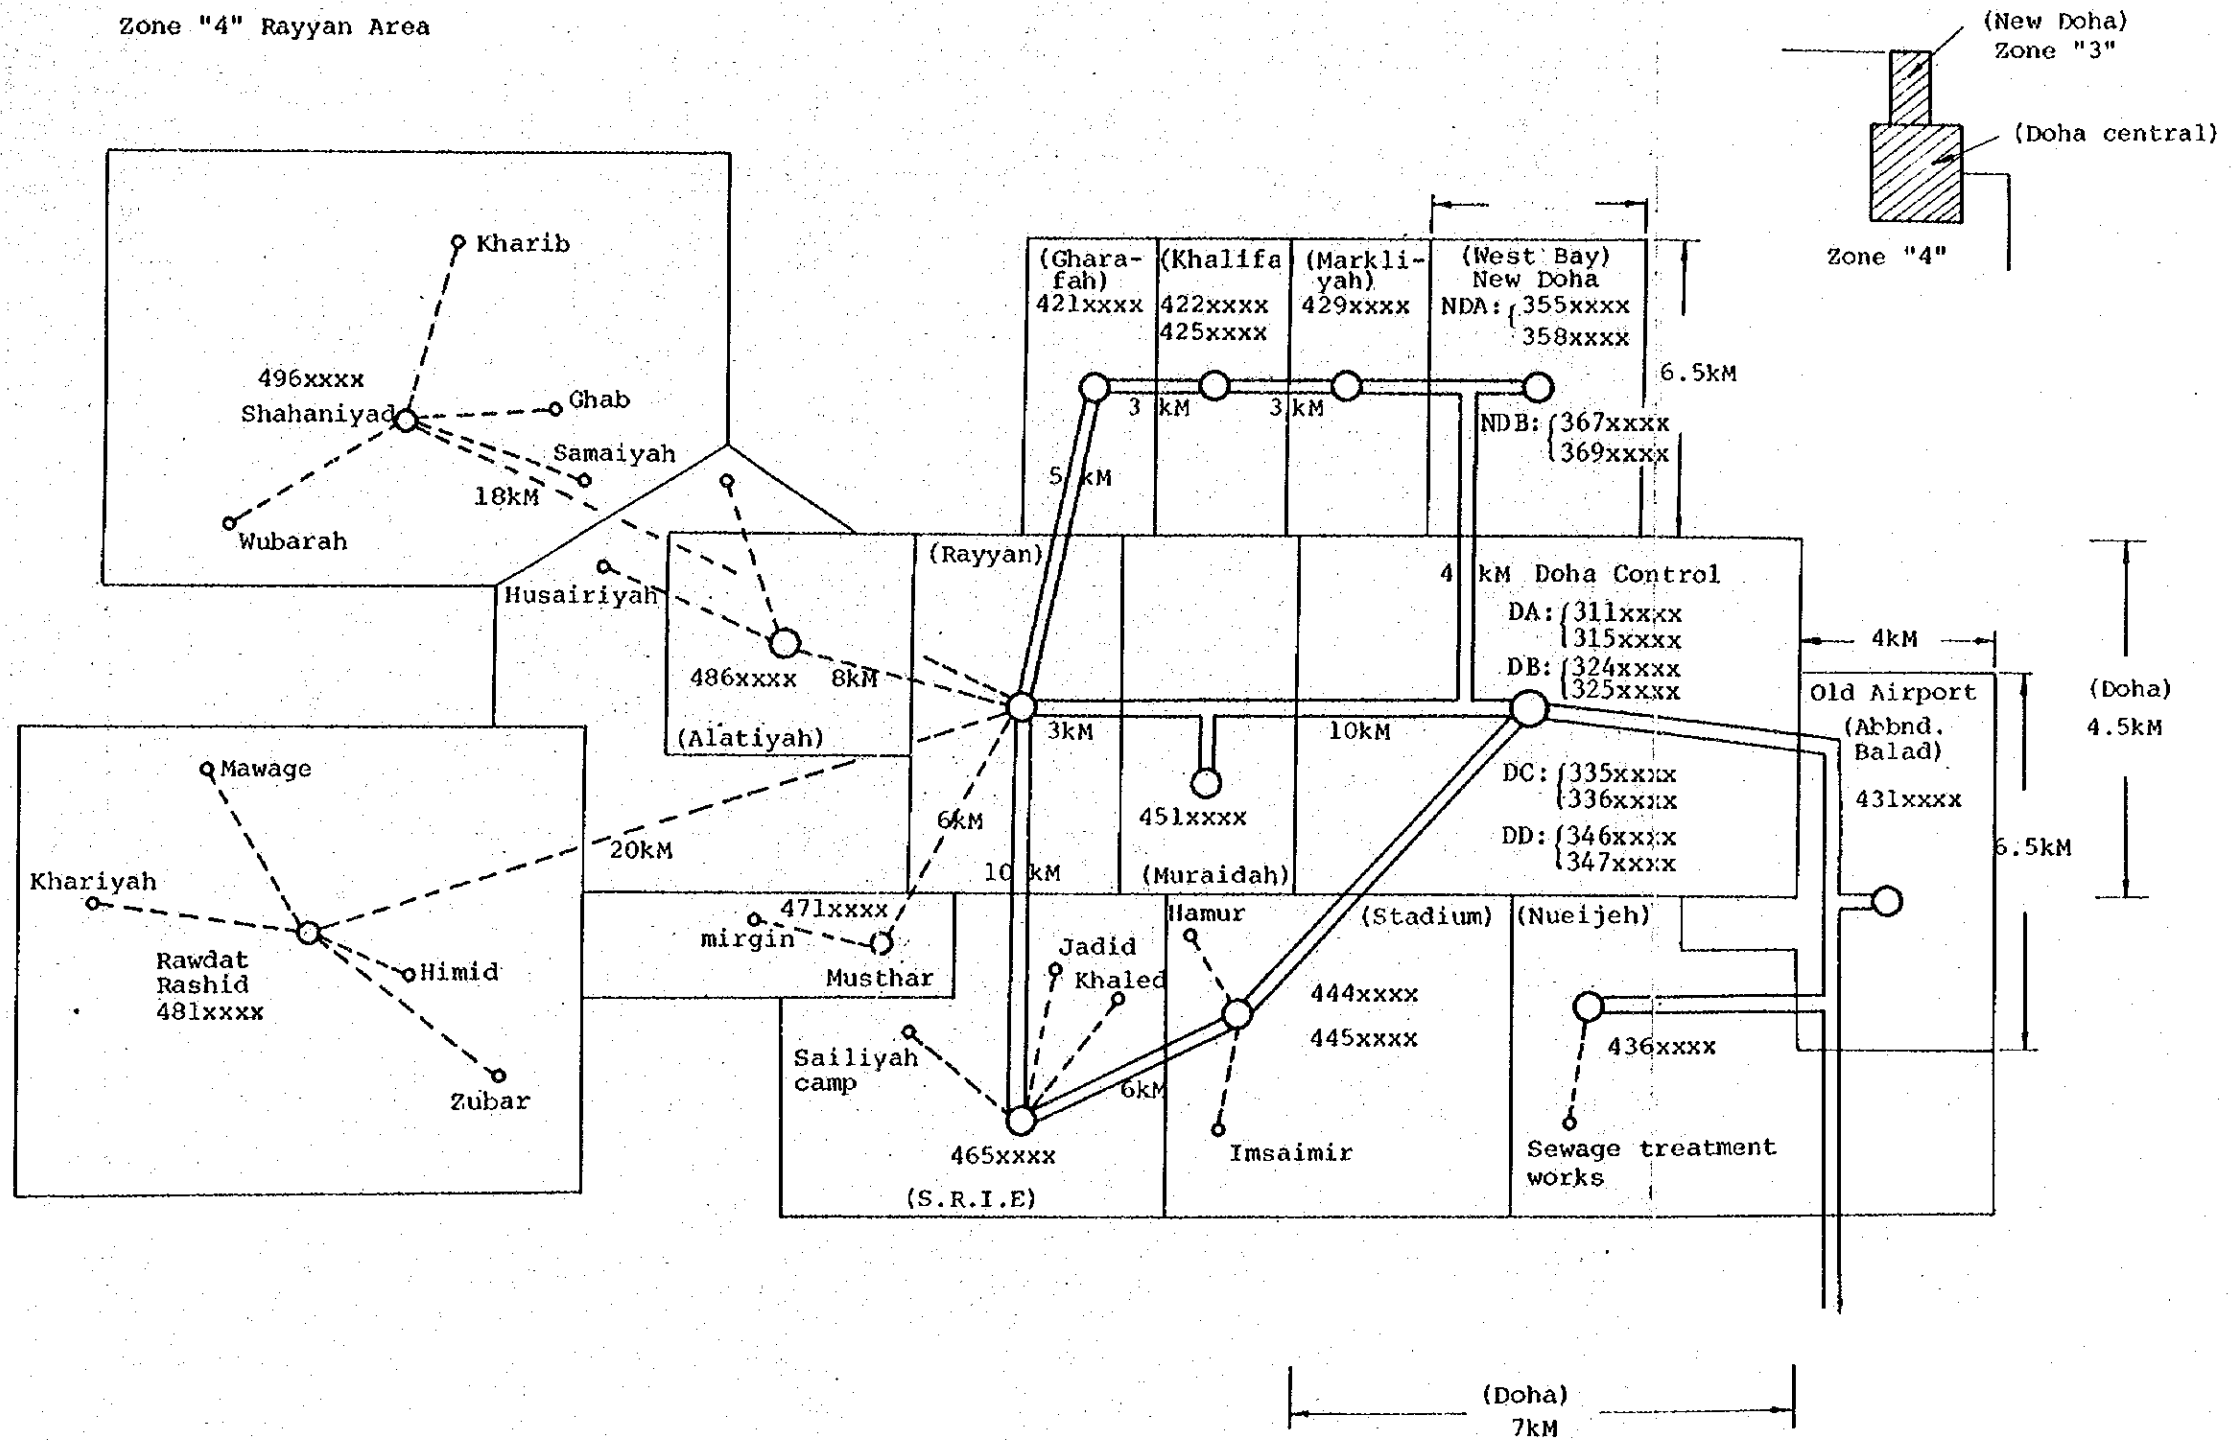 Zone "4" Rayyan Area
(New Doha)
Zone "3"
(Doha central)
Zone "4"
Kharib
496xxxx
Shahaniyad
Ghab
Samaiyah
18kM
Wubarah
(Ghara-
fah)
421xxxx
(Khalifa
422xxxx
425xxxx
(Markli-
yah)
429xxxx
(West Bay)
New Doha
NDA: 355xxxx
358xxxx
6.5kM
3 kM
3 kM
NDB: 367xxxx
369xxxx
5 kM
Husairiyah
486xxxx
8kM
(Alatiyah)
(Rayyan)
4 kM
Doha Control
DA: 311xxxx
315xxxx
DB: 324xxxx
325xxxx
3kM
10kM
DC: 335xxxx
336xxxx
DD: 346xxxx
347xxxx
4kM
Old Airport
(Abbnd.
Balad)
431xxxx
6.5kM
(Doha)
4.5kM
451xxxx
(Muraidah)
6kM
10 kM
20kM
Mawage
Khariyah
Rawdat
Rashid
481xxxx
Himid
Zubar
471xxxx
mirgin
Musthar
Jadid
Khaled
Sailiyah
camp
465xxxx
(S.R.I.E)
6kM
Hamur
(Stadium)
444xxxx
445xxxx
Imsaimir
(Nueijeh)
436xxxx
Sewage treatment
works
(Doha)
7kM